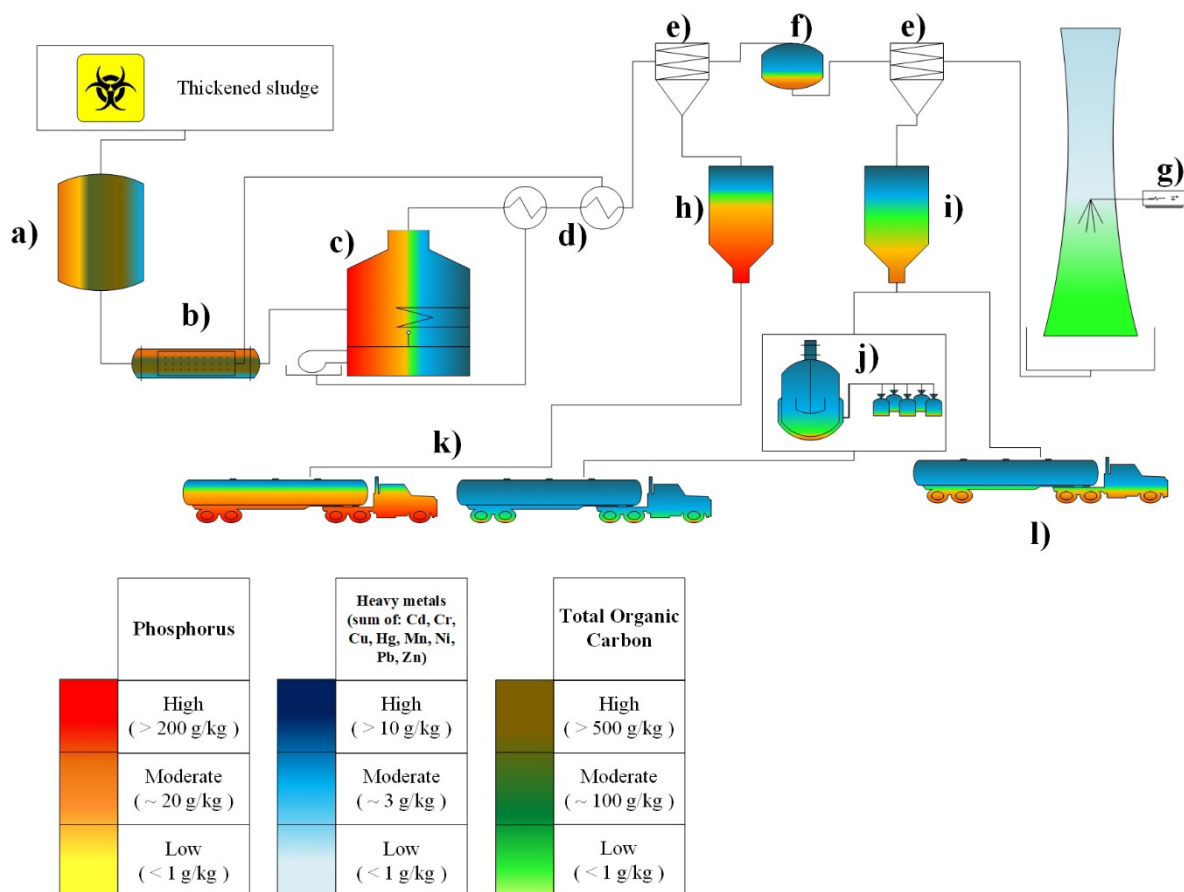 Thickened sludge
a)
b)
c)
d)
e)
f)
e)
g)
h)
i)
j)
k)
l)
Phosphorus
High
( > 200 g/kg )
Moderate
( ~ 20 g/kg )
Low
( < 1 g/kg )
Heavy metals
(sum of: Cd, Cr,
Cu, Hg, Mn, Ni,
Pb, Zn)
High
( > 10 g/kg )
Moderate
( ~ 3 g/kg )
Low
( < 1 g/kg )
Total Organic
Carbon
High
( > 500 g/kg )
Moderate
( ~ 100 g/kg )
Low
( < 1 g/kg )